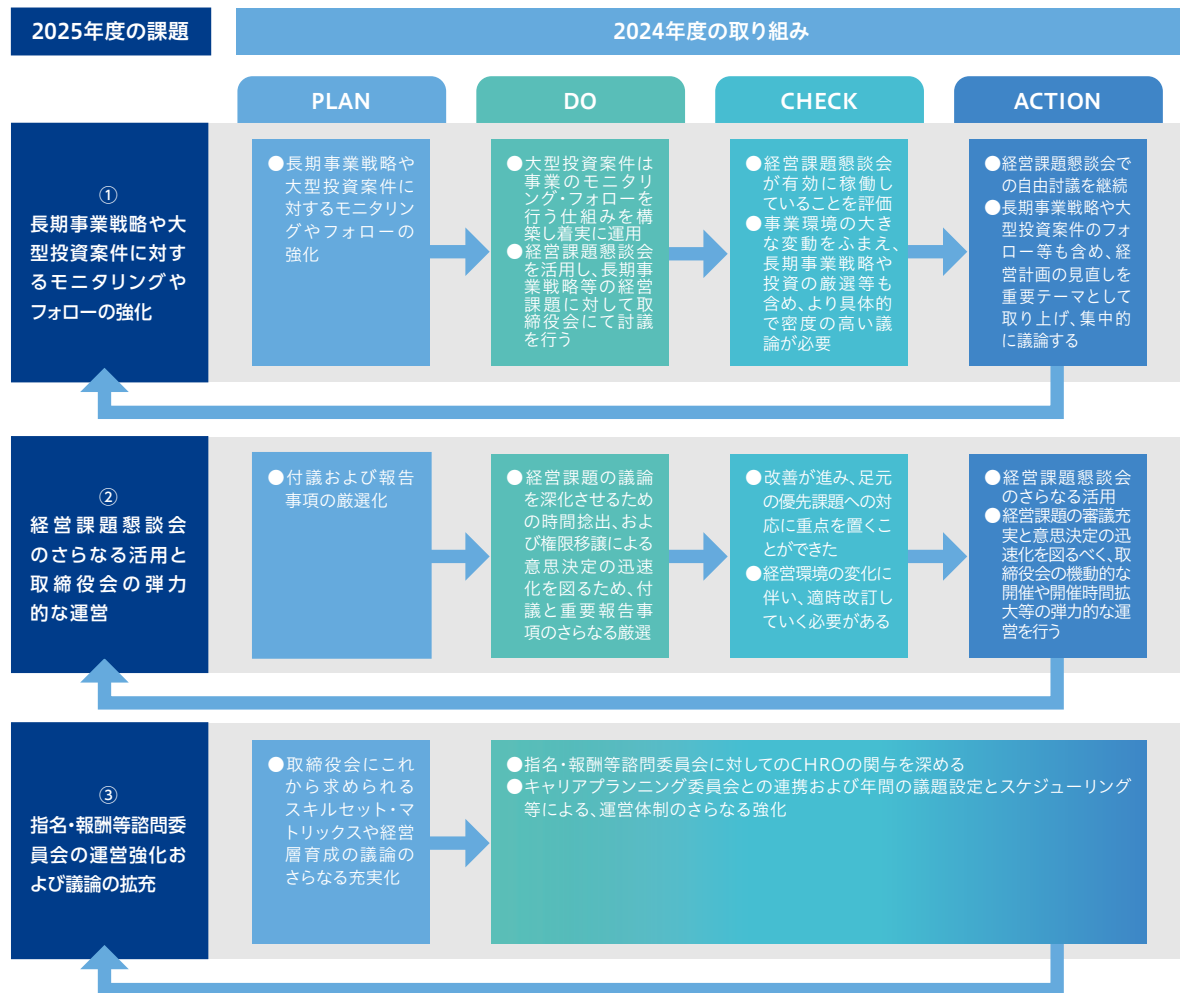 2025年度の課題
2024年度の取り組み
PLAN
DO
CHECK
ACTION
①
長期事業戦略や大
型投資案件に対す
るモニタリングや
フォローの強化
●長期事業戦略や
大型投資案件に
対するモニタリン
グやフォローの
強化
●大型投資案件は
事業のモニタリ
ング・フォローを
行う仕組みを構
築し着実に運用
●経営課題懇談会
を活用し、長期事
業戦略等の経営
課題に対して取
締役会にて討議
を行う
●経営課題懇談会
が有効に稼働し
ていることを評価
●事業環境の大き
な変動をふまえ、
長期事業戦略や
投資の厳選等も
含め、より具体的
で密度の高い議
論が必要
●経営課題懇談会で
の自由討議を継続
●長期事業戦略や大
型投資案件のフォ
ロー等も含め、経
営計画の見直しを
重要テーマとして
取り上げ、集中的
に議論する
②
経営課題懇談会
のさらなる活用と
取締役会の弾力
的な運営
●付議および報告
事項の厳選化
●経営課題の議論
を深化させるため
の時間捻出、およ
び権限移譲による
意思決定の迅速
化を図るため、付
議と重要報告事
項のさらなる厳選
●改善が進み、足元
の優先課題への対
応に重点を置くこ
とができた
●経営環境の変化に
伴い、適時改訂し
ていく必要がある
●経営課題懇談会
のさらなる活用
●経営課題の審議充
実と意思決定の迅
速化を図るべく、取
締役会の機動的な
開催や開催時間拡
大等の弾力的な運
営を行う
③
指名・報酬等諮問委
員会の運営強化お
よび議論の拡充
●取締役会にこれ
から求められる
スキルセット・マ
トリックスや経営
層育成の議論の
さらなる充実化
●指名・報酬等諮問委員会に対してのCHROの関与を深める
●キャリアプランニング委員会との連携および年間の議題設定とスケジューリング
等による、運営体制のさらなる強化